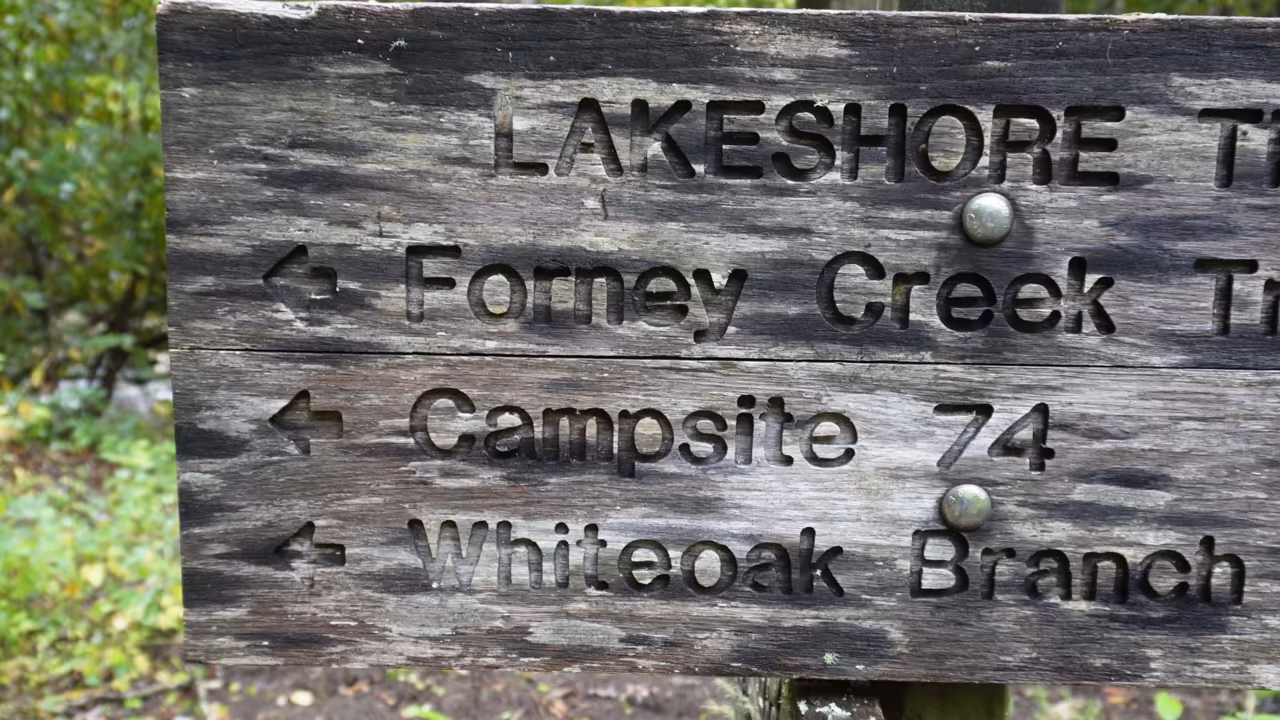 LAKESHORE
← Forney Creek
← Campsite 74
← Whiteoak Branch